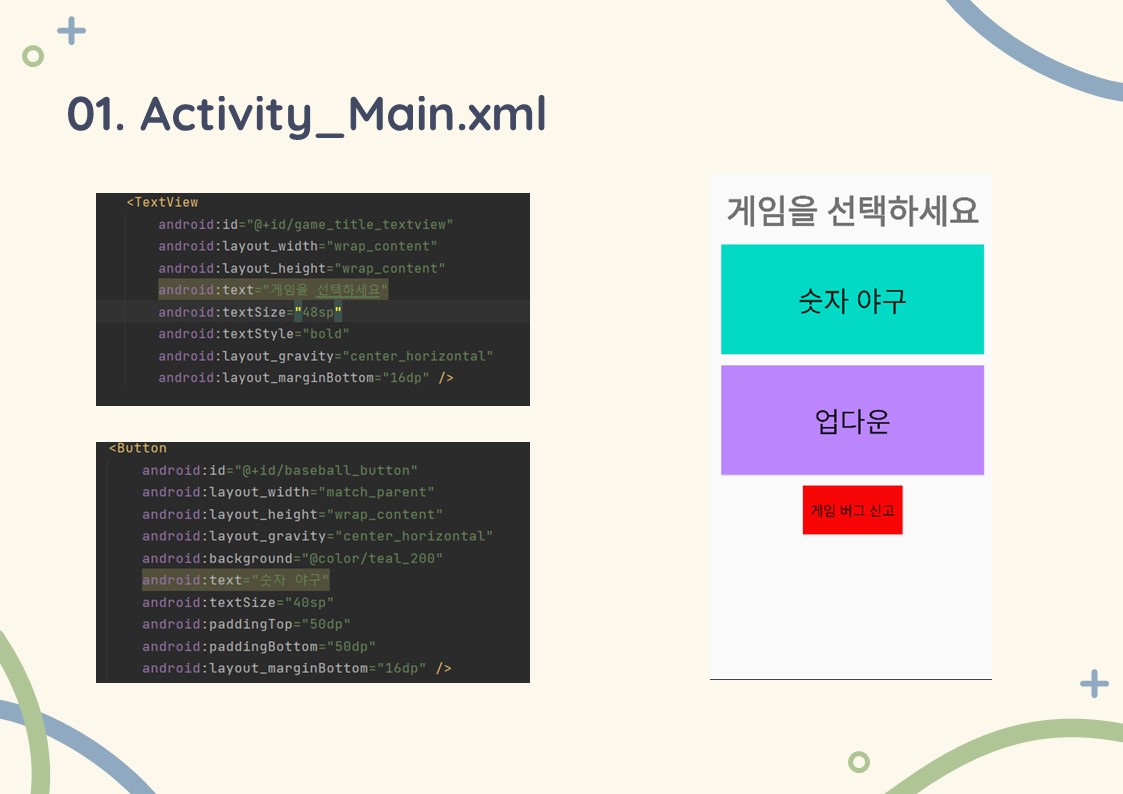 01. Activity_Main.xml
<TextView
android:id="@+id/game_title_textview"
android:layout_width="wrap_content"
android:layout_height="wrap_content"
android:text="게임을 선택하세요"
android:textSize="48sp"
android:textStyle="bold"
android:layout_gravity="center_horizontal"
android:layout_marginBottom="16dp" />
<Button
android:id="@+id/baseball_button"
android:layout_width="match_parent"
android:layout_height="wrap_content"
android:layout_gravity="center_horizontal"
android:background="@color/teal_200"
android:text="숫자 야구"
android:textSize="40sp"
android:paddingTop="50dp"
android:paddingBottom="50dp"
android:layout_marginBottom="16dp" />
게임을 선택하세요
숫자 야구
업다운
게임 버그 신고